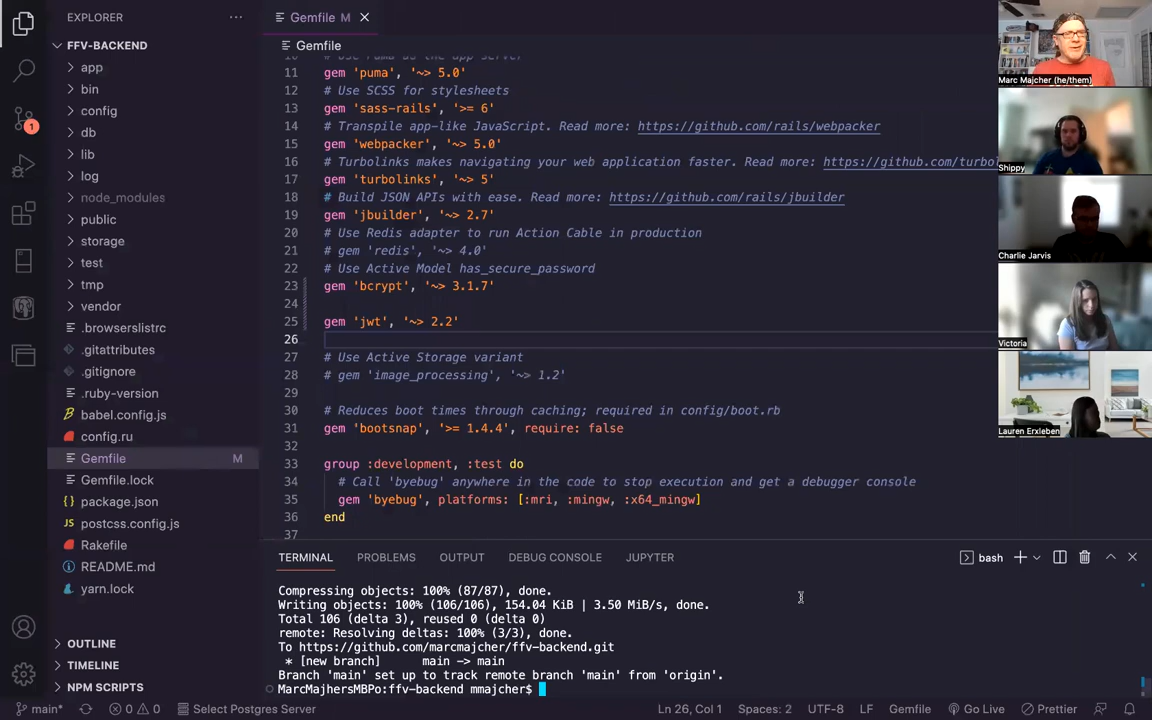 EXPLORER
FFV-BACKEND
app
bin
config
db
lib
log
node_modules
public
storage
test
tmp
vendor
.browserslistrc
.gitattributes
.gitignore
.ruby-version
babel.config.js
config.ru
Gemfile M
Gemfile.lock
package.json
postcss.config.js
Rakefile
README.md
yarn.lock
OUTLINE
TIMELINE
NPM SCRIPTS
1
Gemfile M
Gemfile
10 # Use Puma as the app server
11 gem 'puma', '~> 5.0'
12 # Use SCSS for stylesheets
13 gem 'sass-rails', '>= 6'
14 # Transpile app-like JavaScript. Read more: https://github.com/rails/webpacker
15 gem 'webpacker', '~> 5.0'
16 # Turbolinks makes navigating your web application faster. Read more: https://github.com/turbo
17 gem 'turbolinks', '~> 5'
18 # Build JSON APIs with ease. Read more: https://github.com/rails/jbuilder
19 gem 'jbuilder', '~> 2.7'
20 # Use Redis adapter to run Action Cable in production
21 # gem 'redis', '~> 4.0'
22 # Use Active Model has_secure_password
23 gem 'bcrypt', '~> 3.1.7'
24
25 gem 'jwt', '~> 2.2'
26
27 # Use Active Storage variant
28 # gem 'image_processing', '~> 1.2'
29
30 # Reduces boot times through caching; required in config/boot.rb
31 gem 'bootsnap', '>= 1.4.4', require: false
32
33 group :development, :test do
34 # Call 'byebug' anywhere in the code to stop execution and get a debugger console
35 gem 'byebug', platforms: [:mri, :mingw, :x64_mingw]
36 end
37
TERMINAL PROBLEMS OUTPUT DEBUG CONSOLE JUPYTER
bash
Compressing objects: 100% (87/87), done.
Writing objects: 100% (106/106), 154.04 KiB | 3.50 MiB/s, done.
Total 106 (delta 3), reused 0 (delta 0)
remote: Resolving deltas: 100% (3/3), done.
To https://github.com/marcmajcher/ffv-backend.git
* [new branch] main -> main
Branch 'main' set up to track remote branch 'main' from 'origin'.
MarcMajhersMBPo:ffv-backend mmajcher$
main* 0 0 Select Postgres Server
Ln 26, Col 1 Spaces: 2 UTF-8 LF Gemfile Go Live Prettier
Marc Majcher (he/them)
Shippy
Charlie Jarvis
Victoria
Lauren Erxleben